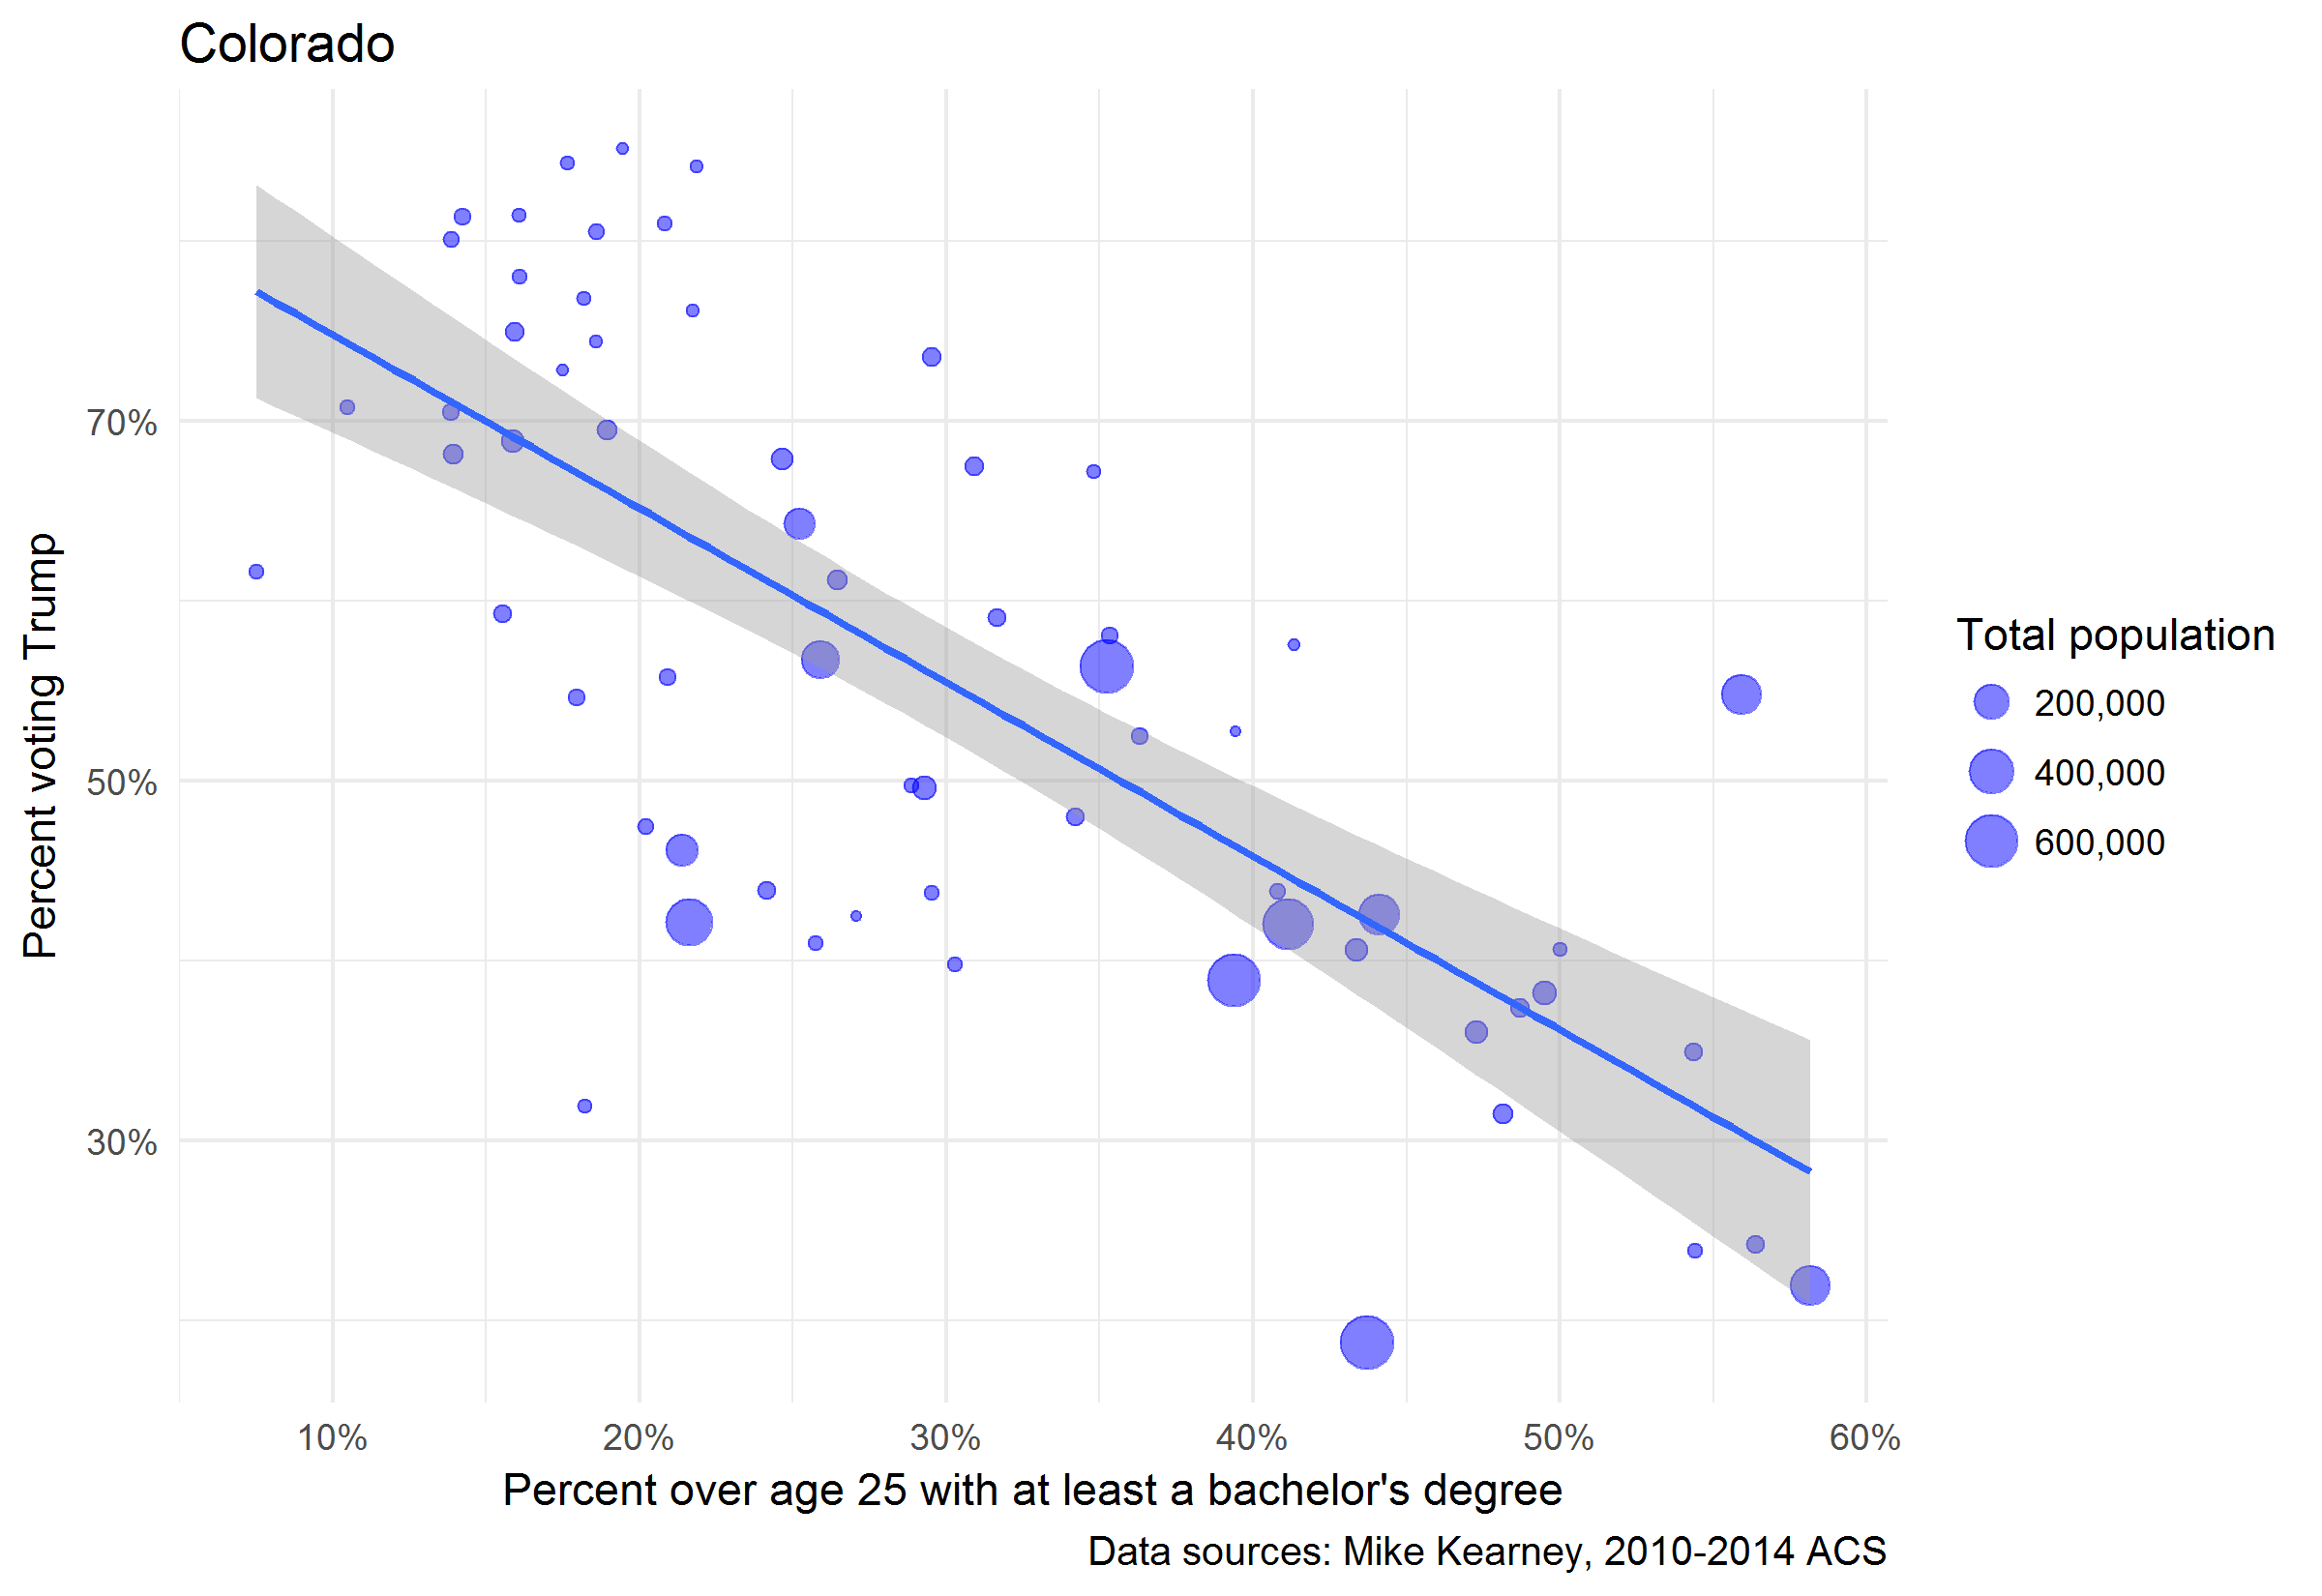 Colorado
Percent voting Trump
70%
50%
30%
10% 20% 30% 40% 50% 60%
Percent over age 25 with at least a bachelor's degree
Data sources: Mike Kearney, 2010-2014 ACS
Total population
200,000
400,000
600,000